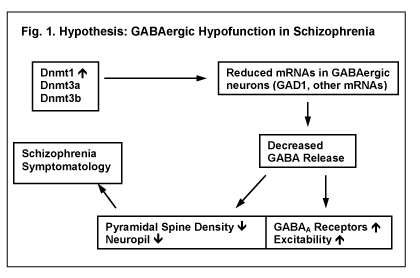 Fig. 1. Hypothesis: GABAergic Hypofunction in Schizophrenia
Dnmt1 ↑
Dnmt3a
Dnmt3b
Reduced mRNAs in GABAergic
neurons (GAD1, other mRNAs)
Decreased
GABA Release
Schizophrenia
Symptomatology
Pyramidal Spine Density ↓
Neuropil ↓
GABAA Receptors ↑
Excitability ↑